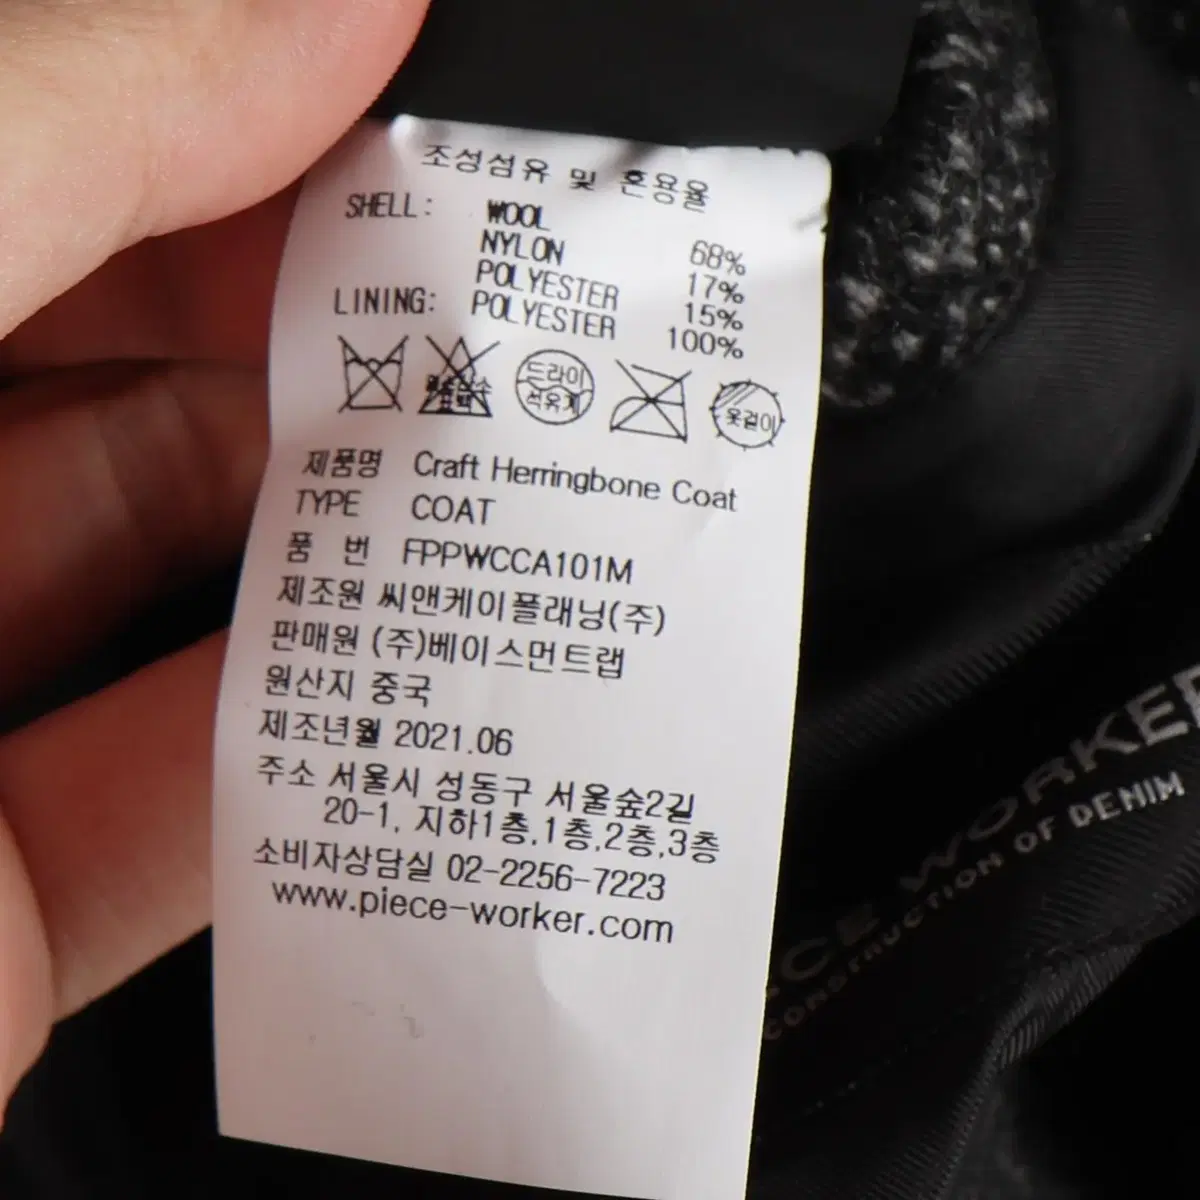 조성섬유 및 혼용율
SHELL: WOOL 68%
NYLON 17%
POLYESTER 15%
LINING: POLYESTER 100%
드라이
석유계
옷걸이
제품명 Craft Herringbone Coat
TYPE COAT
품 번 FPPWCCA101M
제조원 씨앤케이플래닝(주)
판매원 (주)베이스먼트랩
원산지 중국
제조년월 2021.06
주소 서울시 성동구 서울숲2길
20-1, 지하1층,1층,2층,3층
소비자상담실 02-2256-7223
www.piece-worker.com
WORKER
CONSTRUCTION OF DENIM